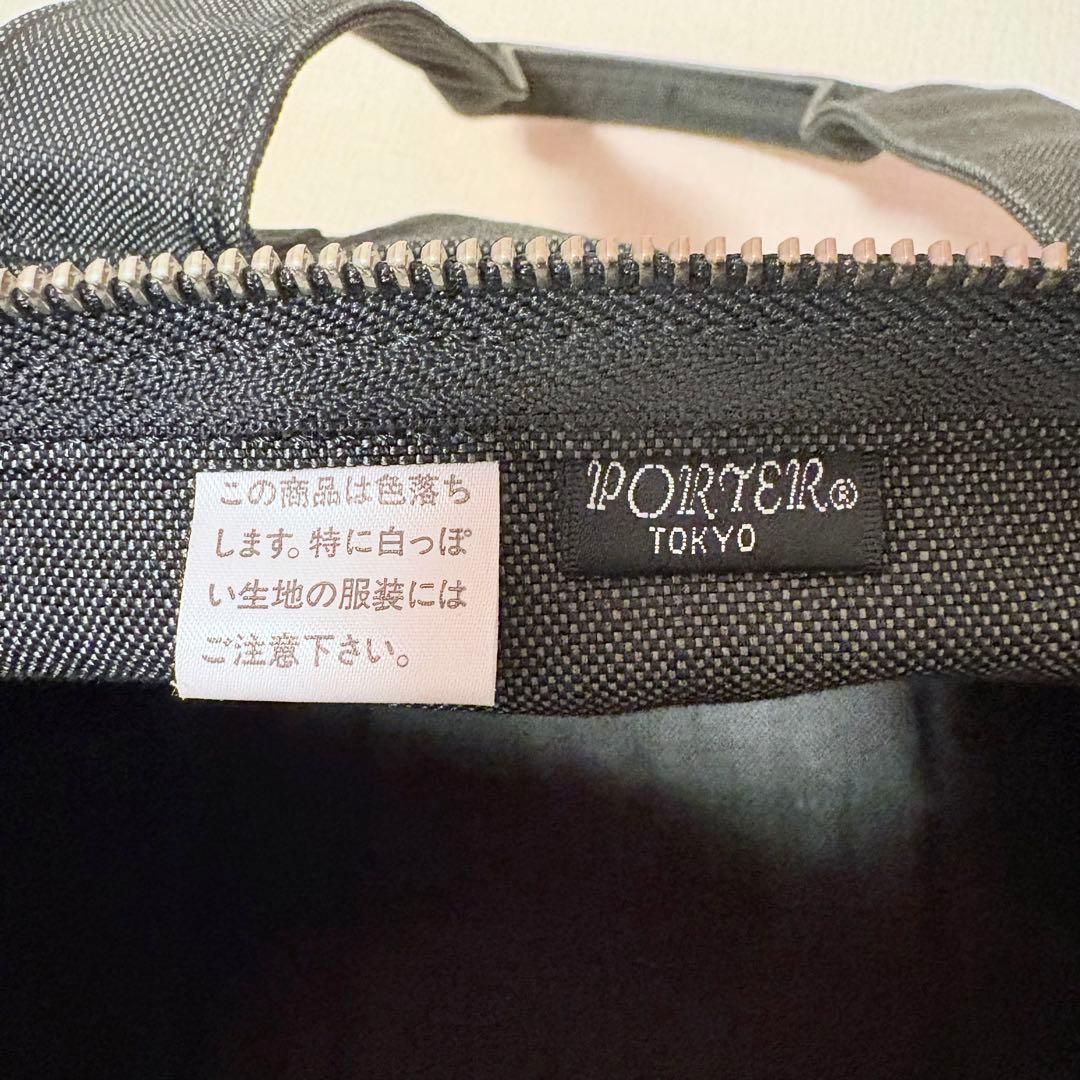 この商品は色落ち
します。特に白っぽ
い生地の服装には
ご注意下さい。
PORTER®
TOKYO